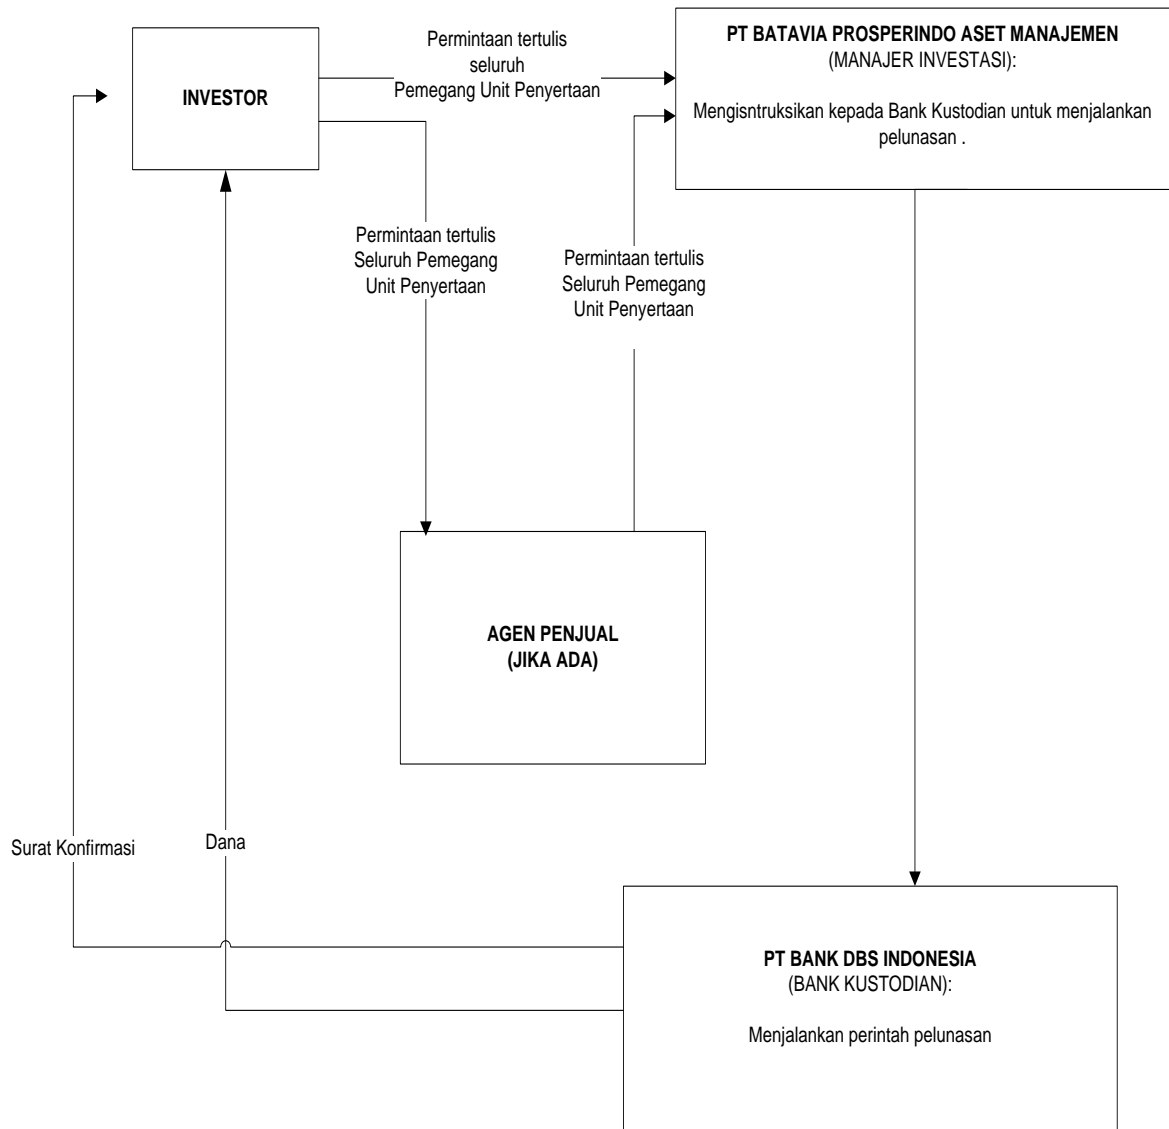 INVESTOR
Permintaan tertulis
seluruh
Pemegang Unit Penyertaan
PT BATAVIA PROSPERINDO ASET MANAJEMEN
(MANAJER INVESTASI):
Mengisntruksikan kepada Bank Kustodian untuk menjalankan
pelunasan .
Permintaan tertulis
Seluruh Pemegang
Unit Penyertaan
Permintaan tertulis
Seluruh Pemegang
Unit Penyertaan
AGEN PENJUAL
(JIKA ADA)
Surat Konfirmasi
Dana
PT BANK DBS INDONESIA
(BANK KUSTODIAN):
Menjalankan perintah pelunasan